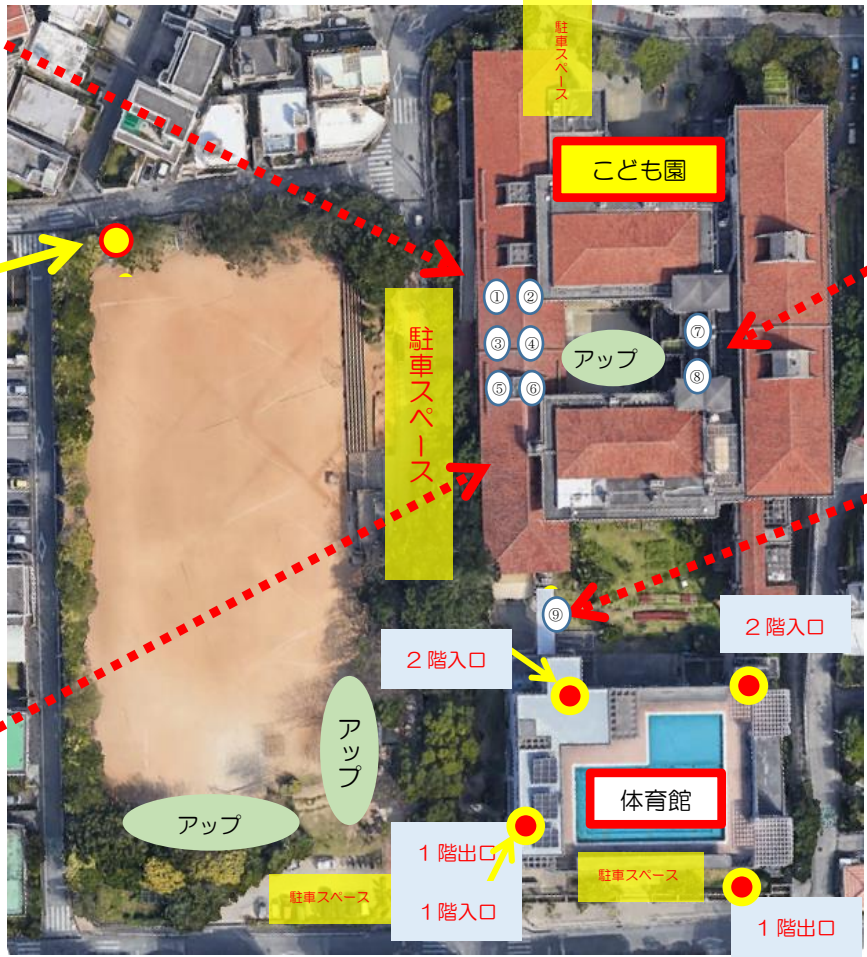 駐車スペース
こども園
①
②
⑦
駐車スペース
③
④
アップ
⑤
⑥
⑧
⑨
2階入口
2階入口
アップ
体育館
アップ
1階出口
1階入口
駐車スペース
駐車スペース
1階出口